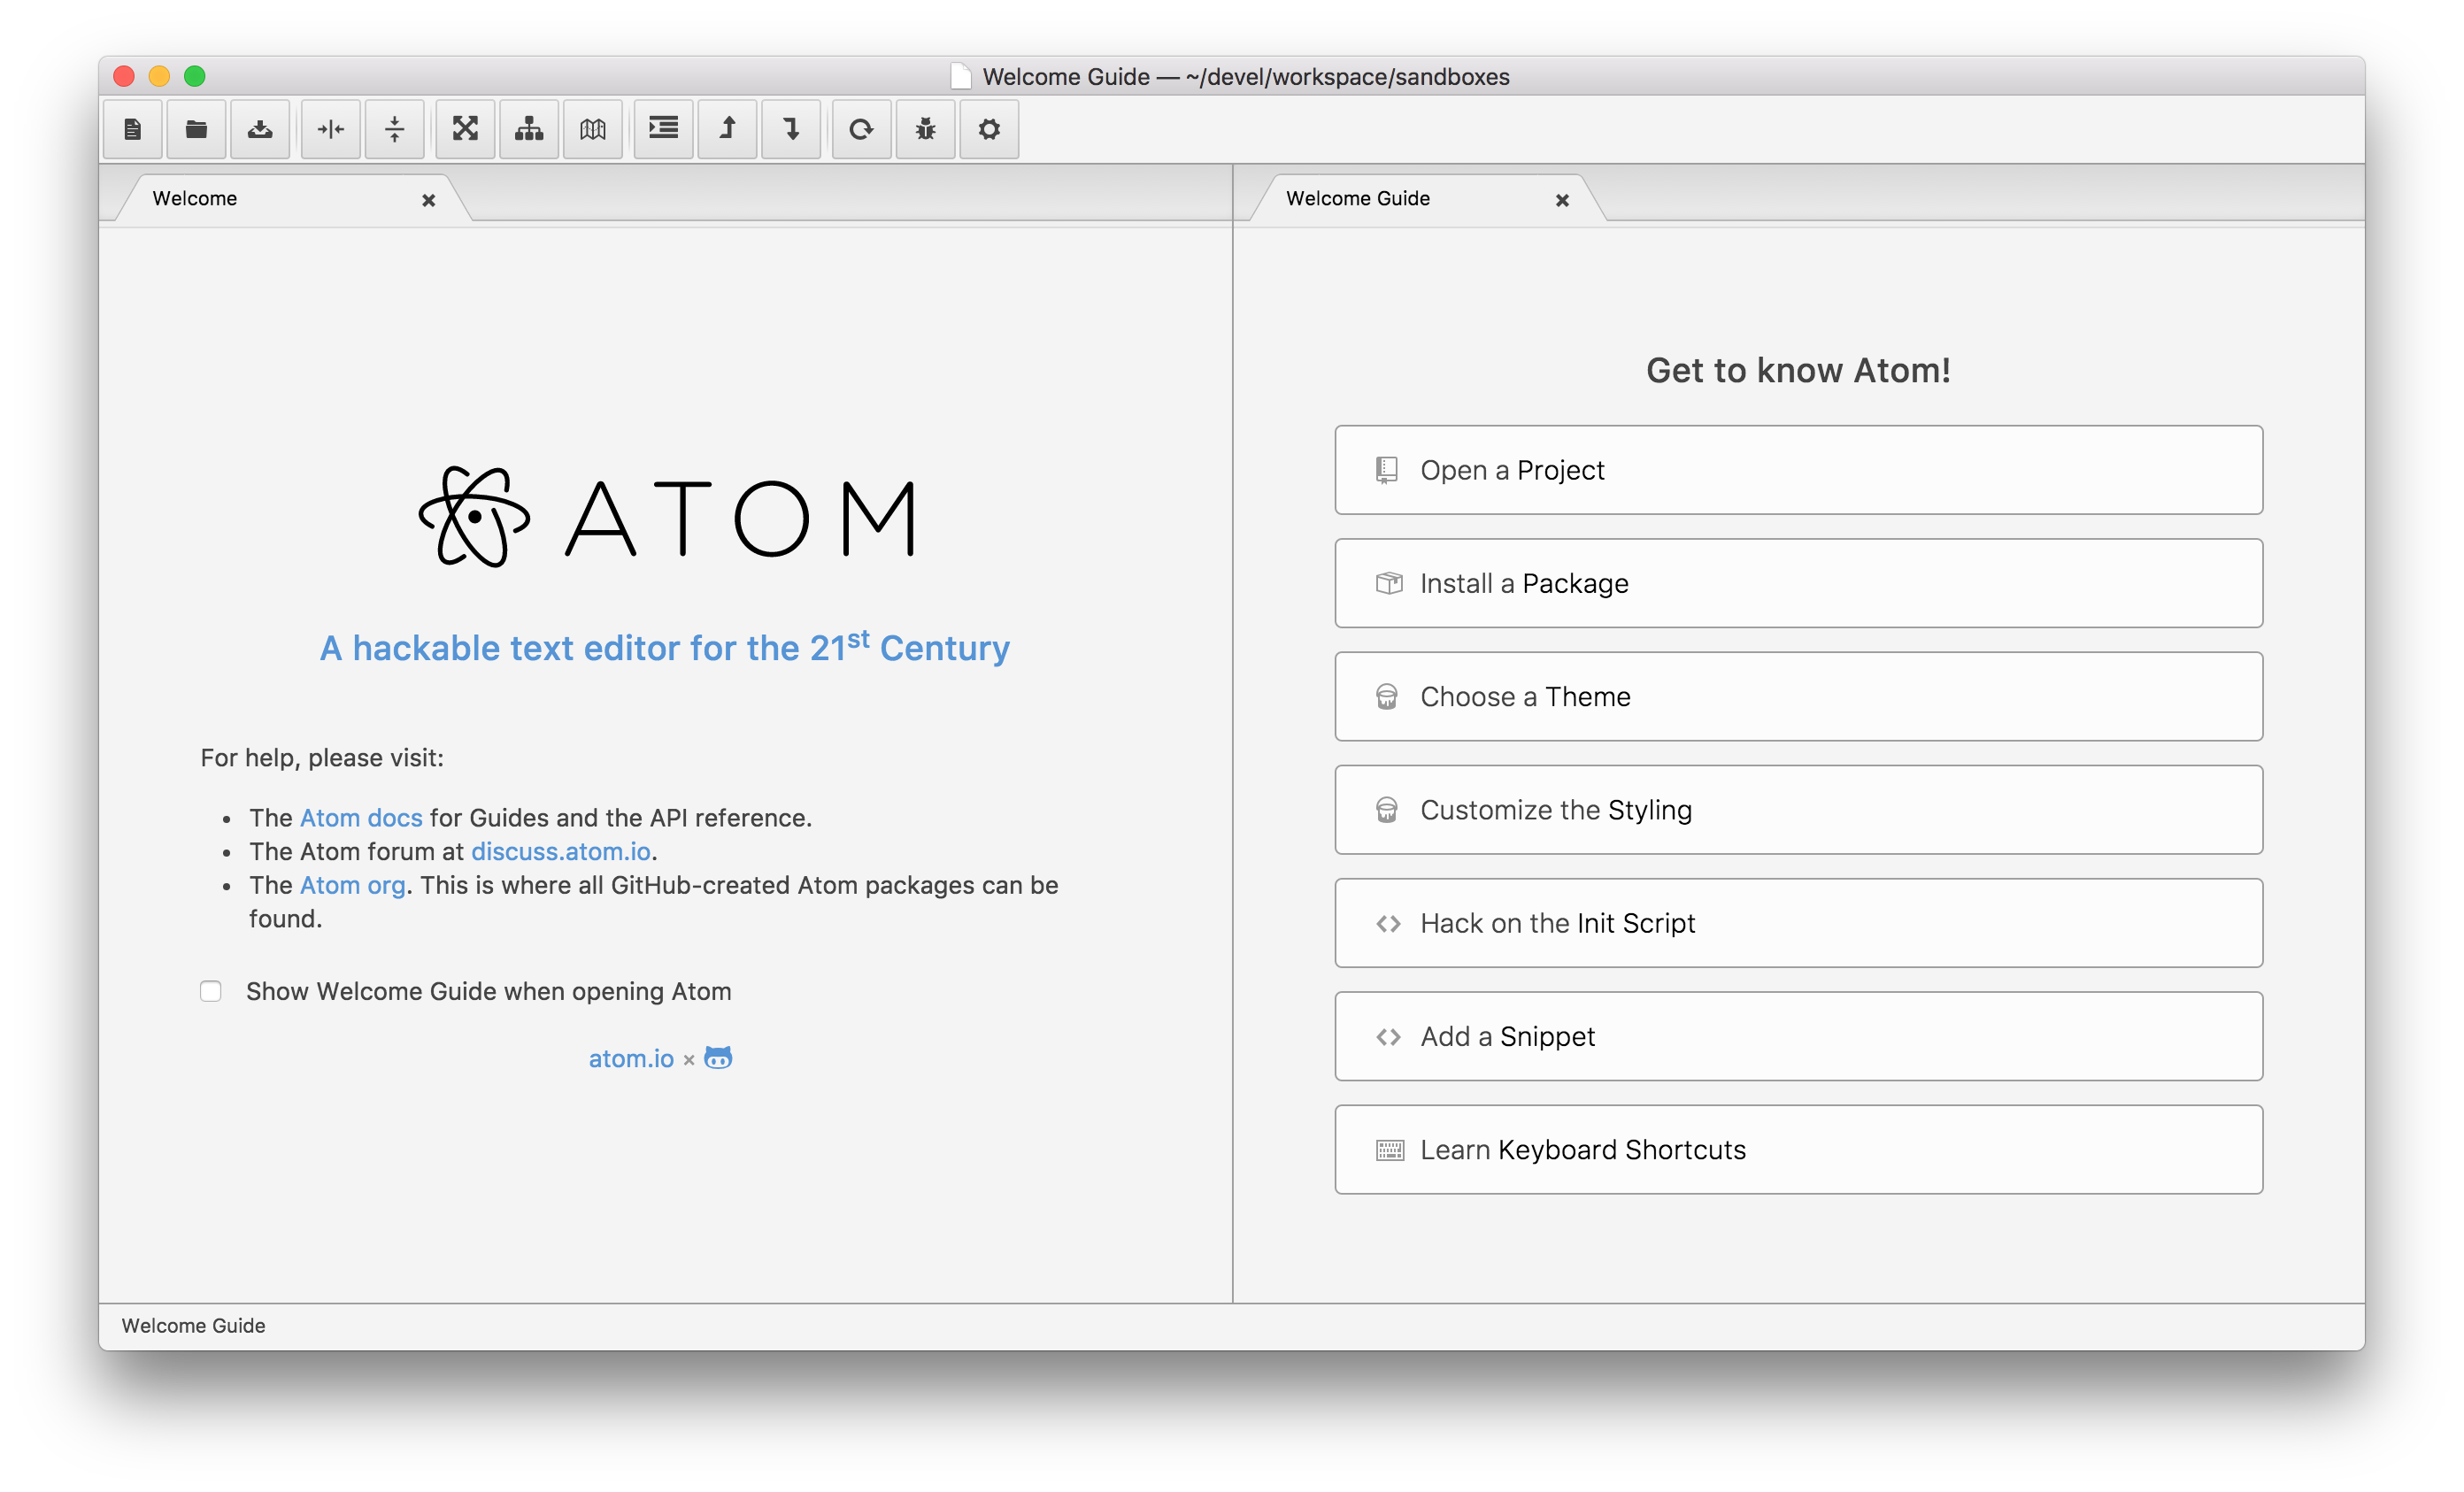 Welcome Guide — ~/devel/workspace/sandboxes
Welcome
Welcome Guide
ATOM
A hackable text editor for the 21st Century
For help, please visit:
• The Atom docs for Guides and the API reference.
• The Atom forum at discuss.atom.io.
• The Atom org. This is where all GitHub-created Atom packages can be
found.
Show Welcome Guide when opening Atom
atom.io ×
Get to know Atom!
Open a Project
Install a Package
Choose a Theme
Customize the Styling
Hack on the Init Script
Add a Snippet
Learn Keyboard Shortcuts
Welcome Guide